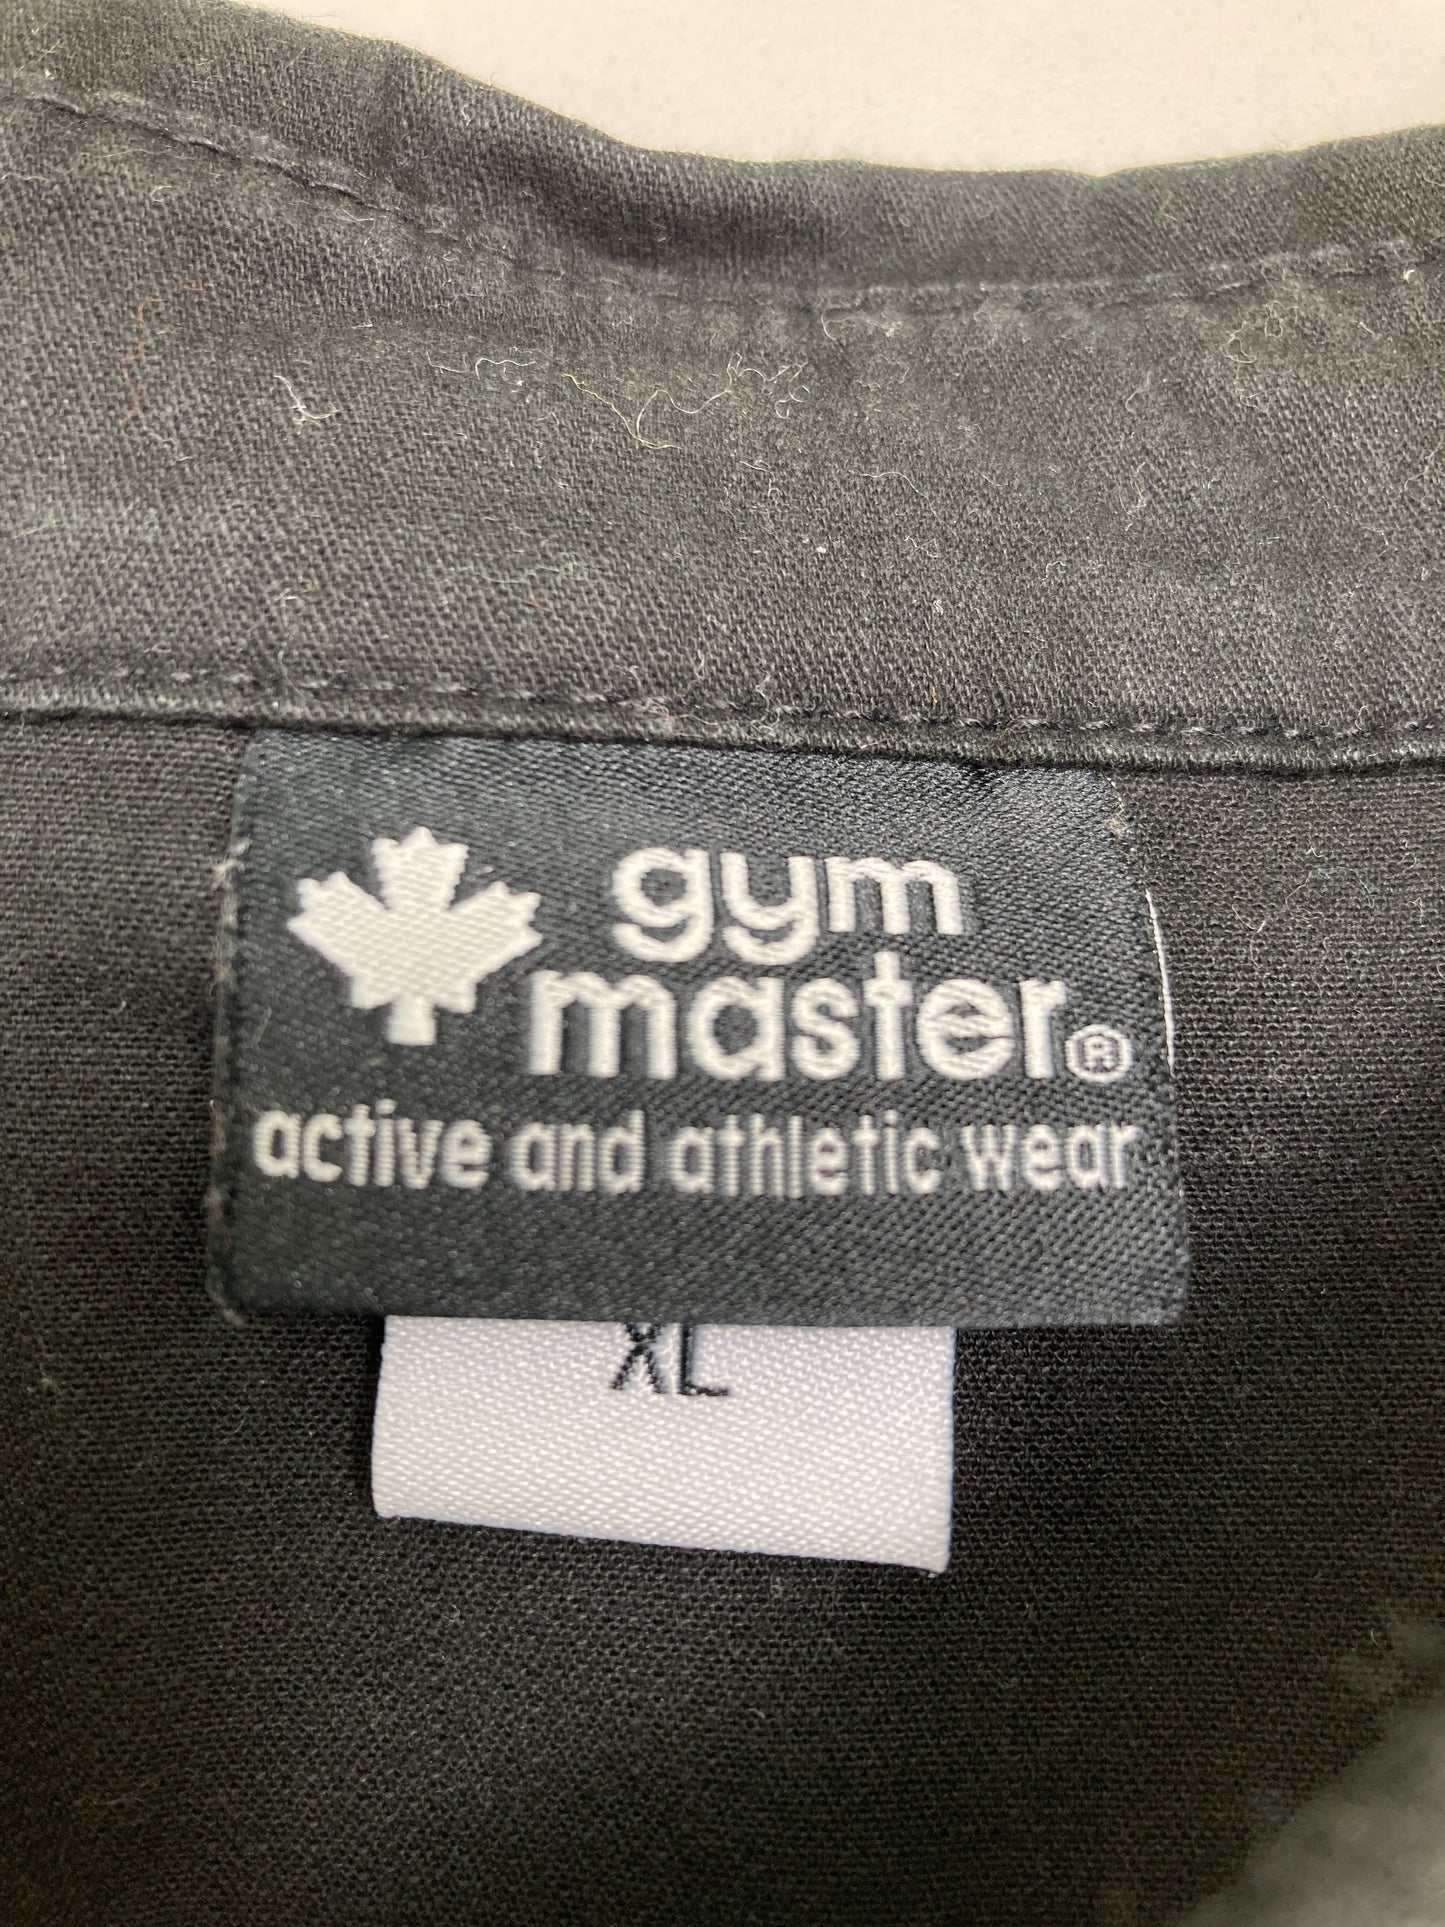 gym
master®
active and athletic wear
XL